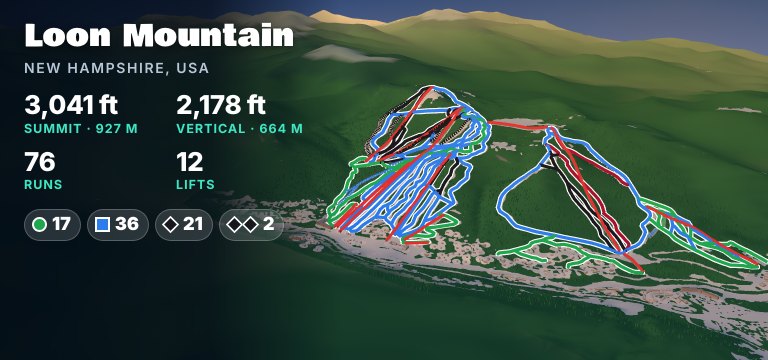 Loon Mountain
NEW HAMPSHIRE, USA
3,041 ft 2,178 ft
SUMMIT · 927 M VERTICAL · 664 M
76 12
RUNS LIFTS
17 36 21 2